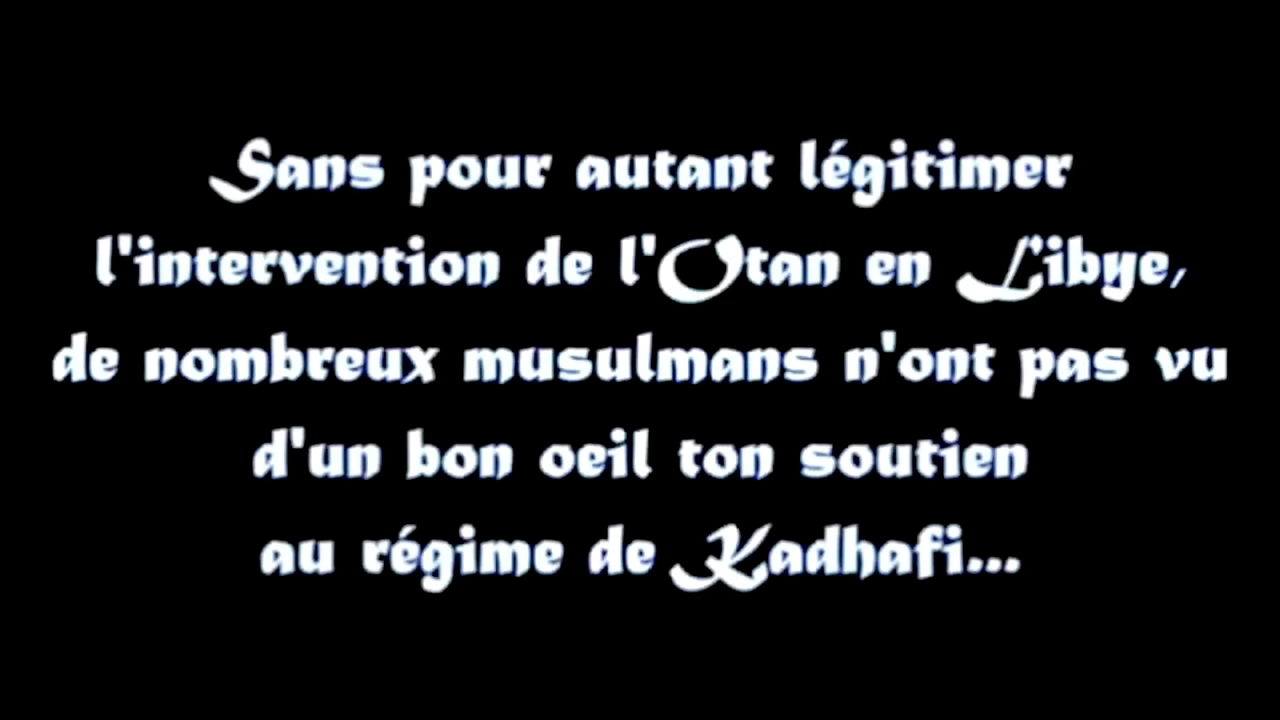 Sans pour autant légitimer
l'intervention de l'Otan en Libye,
de nombreux musulmans n'ont pas vu
d'un bon oeil ton soutien
au régime de Kadhafi...